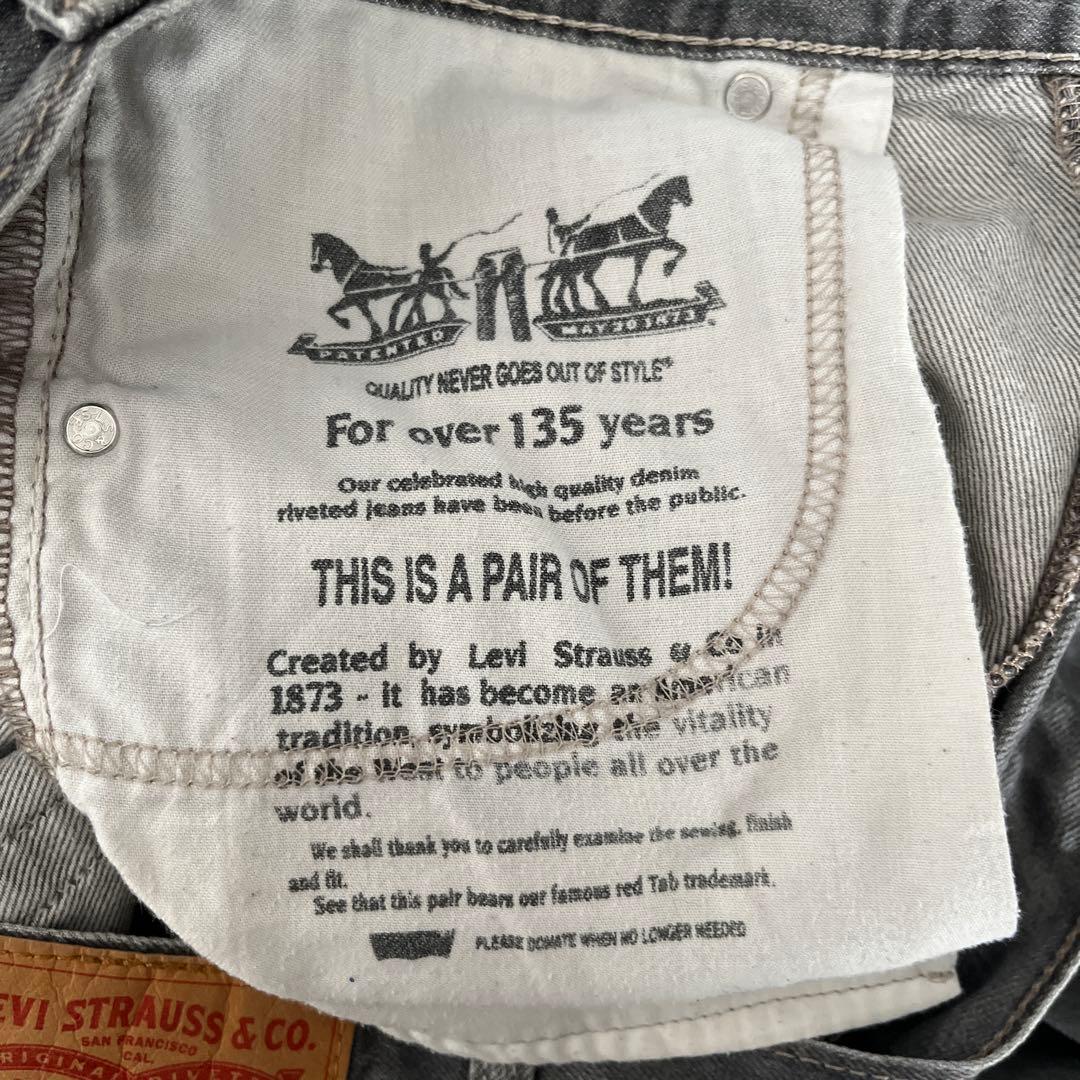 PATENTED
MAY 20 1873
QUALITY NEVER GOES OUT OF STYLE®
For over 135 years
Our celebrated high quality denim
riveted jeans have been before the public.
THIS IS A PAIR OF THEM!
Created by Levi Strauss & Co in
1873 - it has become an American
tradition, symbolizing the vitality
of the West to people all over the
world.
We shall thank you to carefully examine the sewing, finish
and fit.
See that this pair bears our famous red Tab trademark.
PLEASE DONATE WHEN NO LONGER NEEDED
EVI STRAUSS & CO.
SAN FRANCISCO
CAL.